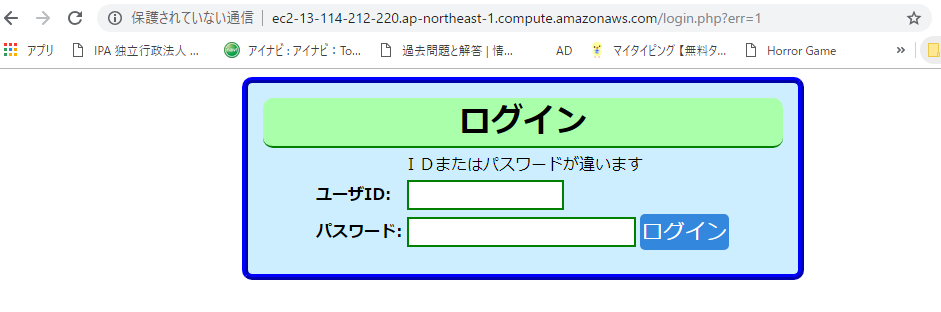 保護されていない通信 | ec2-13-114-212-220.ap-northeast-1.compute.amazonaws.com/login.php?err=1
アプリ IPA 独立行政法人 ... アイナビ : アイナビ：To... 過去問題と解答 | 情... AD マイタイピング【無料タ... Horror Game »
ログイン
ＩＤまたはパスワードが違います
ユーザID:
パスワード: ログイン